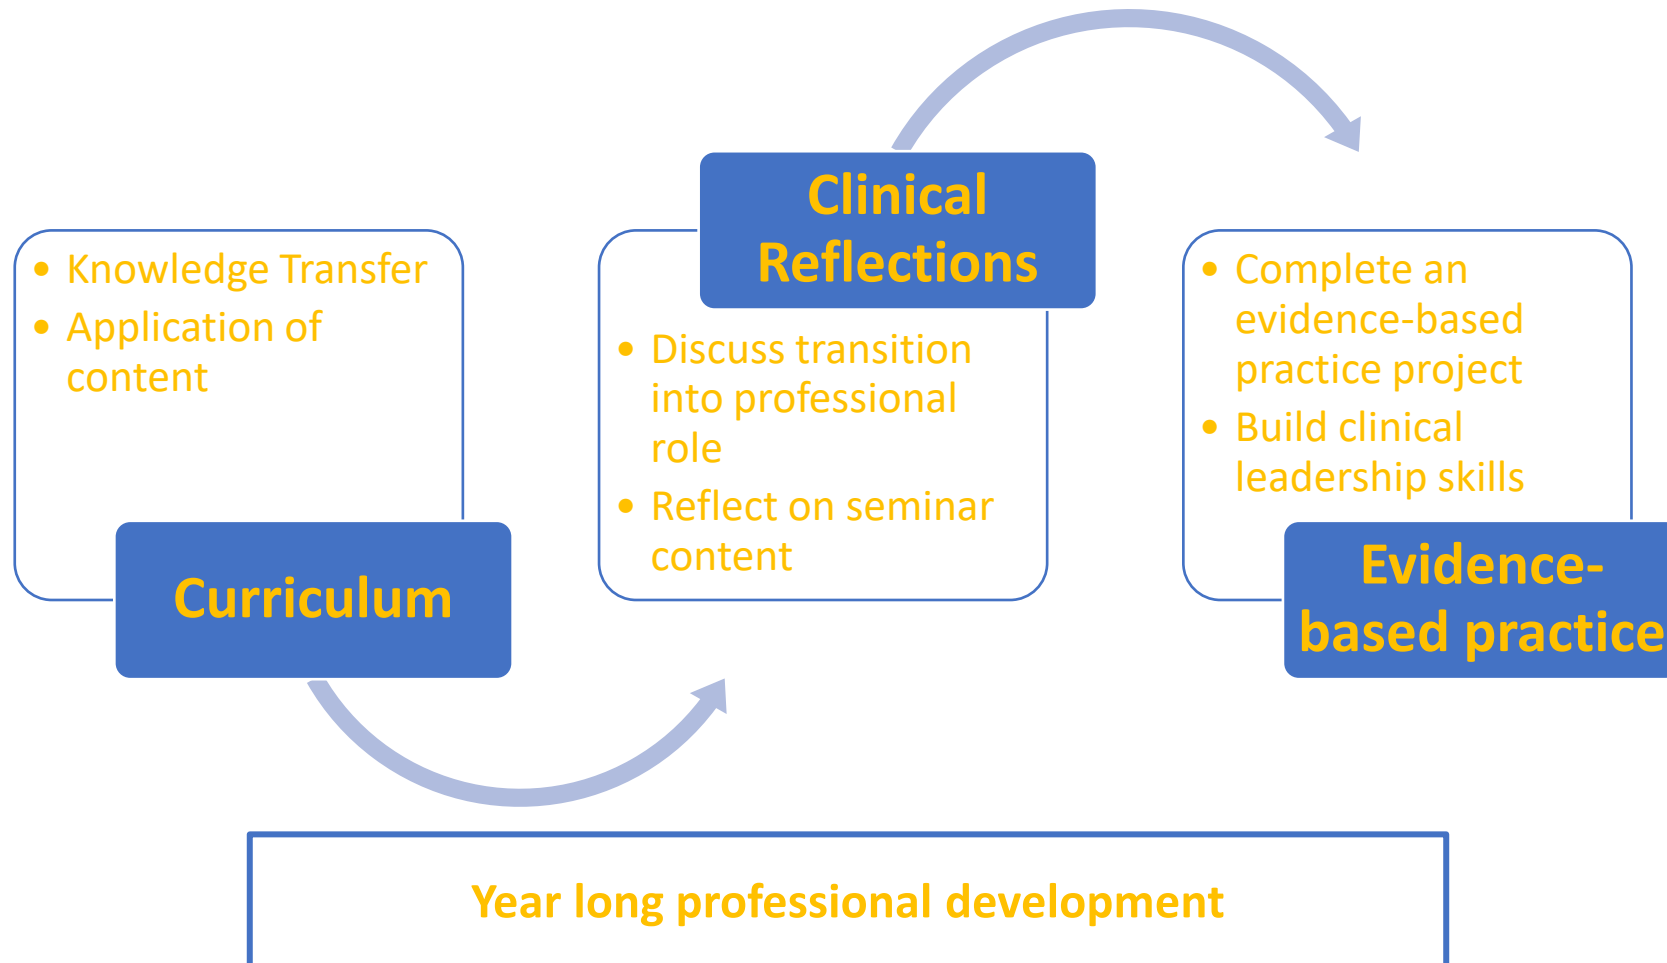 • Knowledge Transfer
• Application of
content
Curriculum
Clinical
Reflections
• Discuss transition
into professional
role
• Reflect on seminar
content
• Complete an
evidence-based
practice project
• Build clinical
leadership skills
Evidence-
based practice
Year long professional development